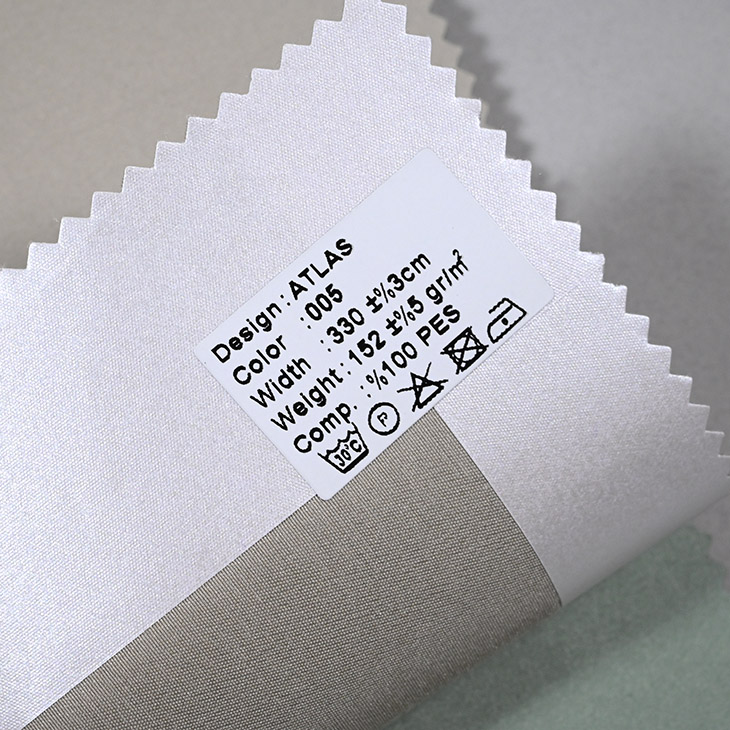 Design:ATLAS
Color :005
Width :330 ±%3cm
Weight:152 ±%5 gr/m²
Comp. :%100 PES
30°C P